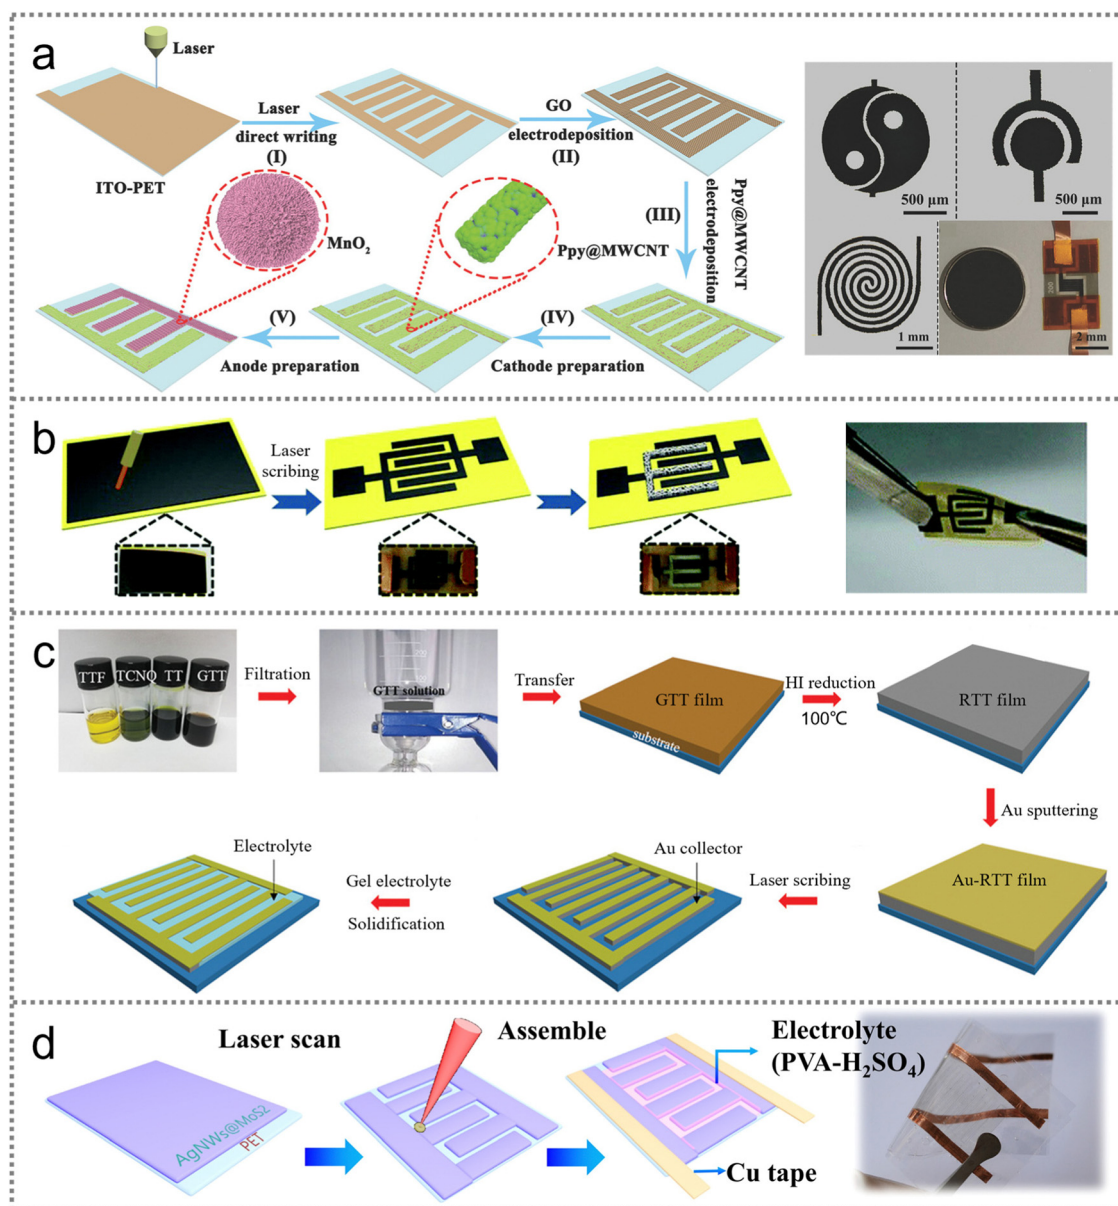 a
Laser
Laser
direct writing
(I)
ITO-PET
GO
electrodeposition
(II)
(III)
Ppy@MWCNT
electrodeposition
MnO₂
Ppy@MWCNT
(V)
Anode preparation
(IV)
Cathode preparation
500 µm
500 µm
1 mm
200
2 mm
b
Laser
scribing
c
TTF
TCNQ
TT
GTT
Filtration
200
GTT solution
Transfer
GTT film
substrate
HI reduction
100℃
RTT film
Au sputtering
Au-RTT film
Laser scribing
Au collector
Gel electrolyte
Solidification
Electrolyte
d
Laser scan
AgNWs@MoS2
PET
Assemble
Electrolyte
(PVA-H₂SO₄)
Cu tape